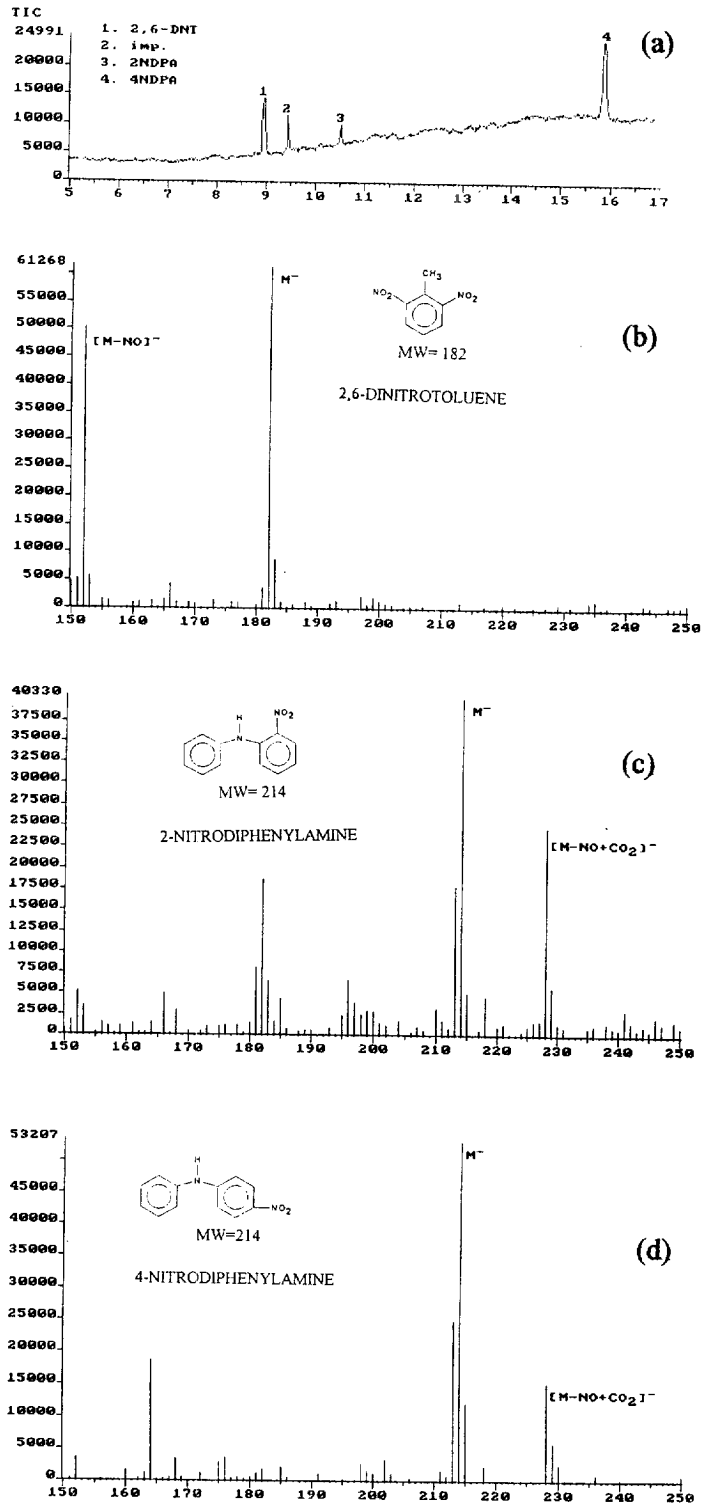 TIC
24991
20000
15000
10000
5000
0
1. 2,6-DNT
2. imp.
3. 2NDPA
4. 4NDPA
(a)
1
2
3
4
5 6 7 8 9 10 11 12 13 14 15 16 17
61268
55000
50000
45000
40000
35000
30000
25000
20000
15000
10000
5000
0
[M-NO]⁻
M⁻
CH₃
NO₂
NO₂
MW= 182
2,6-DINITROTOLUENE
(b)
150 160 170 180 190 200 210 220 230 240 250
40330
37500
35000
32500
30000
27500
25000
22500
20000
17500
15000
12500
10000
7500
5000
2500
0
H
N
NO₂
MW= 214
2-NITRODIPHENYLAMINE
M⁻
[M-NO+CO₂]⁻
(c)
150 160 170 180 190 200 210 220 230 240 250
53207
45000
40000
35000
30000
25000
20000
15000
10000
5000
0
H
N
NO₂
MW=214
4-NITRODIPHENYLAMINE
M⁻
[M-NO+CO₂]⁻
(d)
150 160 170 180 190 200 210 220 230 240 250